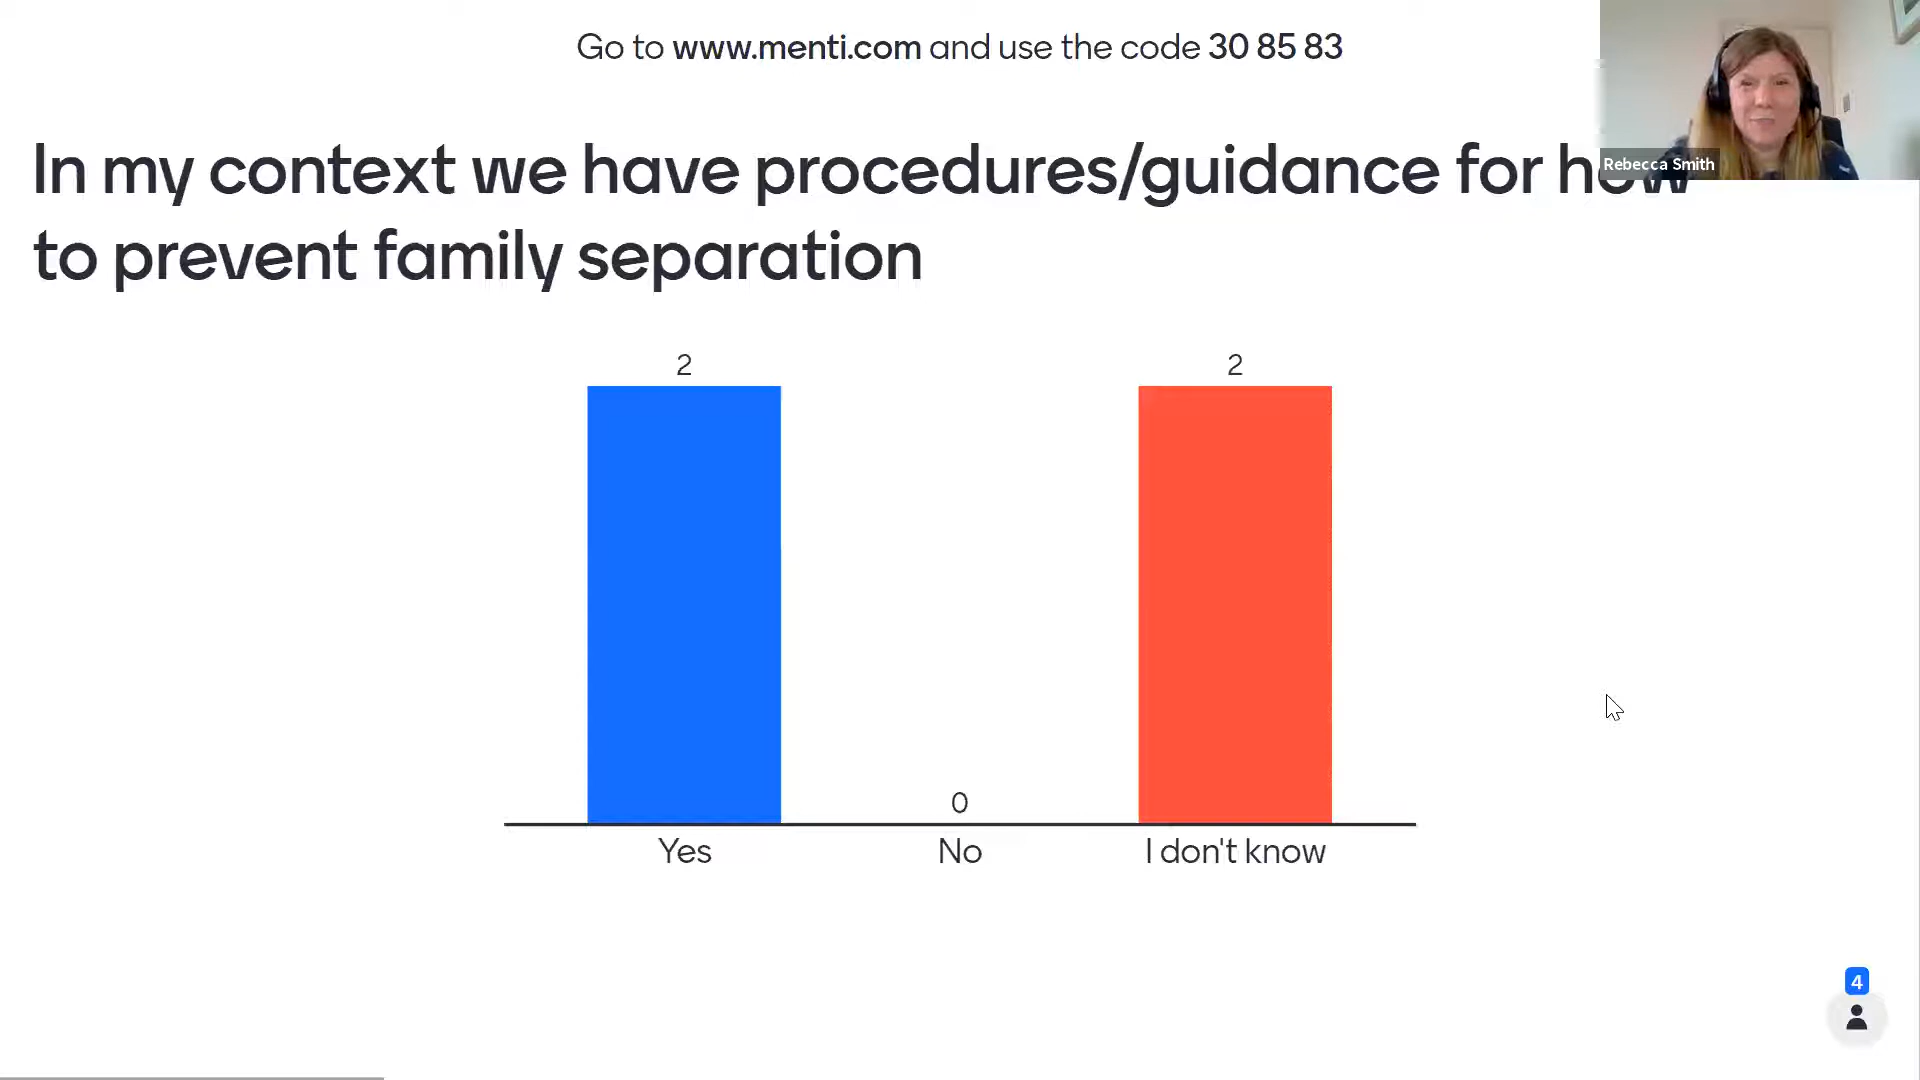 Go to www.menti.com and use the code 30 85 83
In my context we have procedures/guidance for how
to prevent family separation
Rebecca Smith
2
2
0
Yes
No
I don't know
4